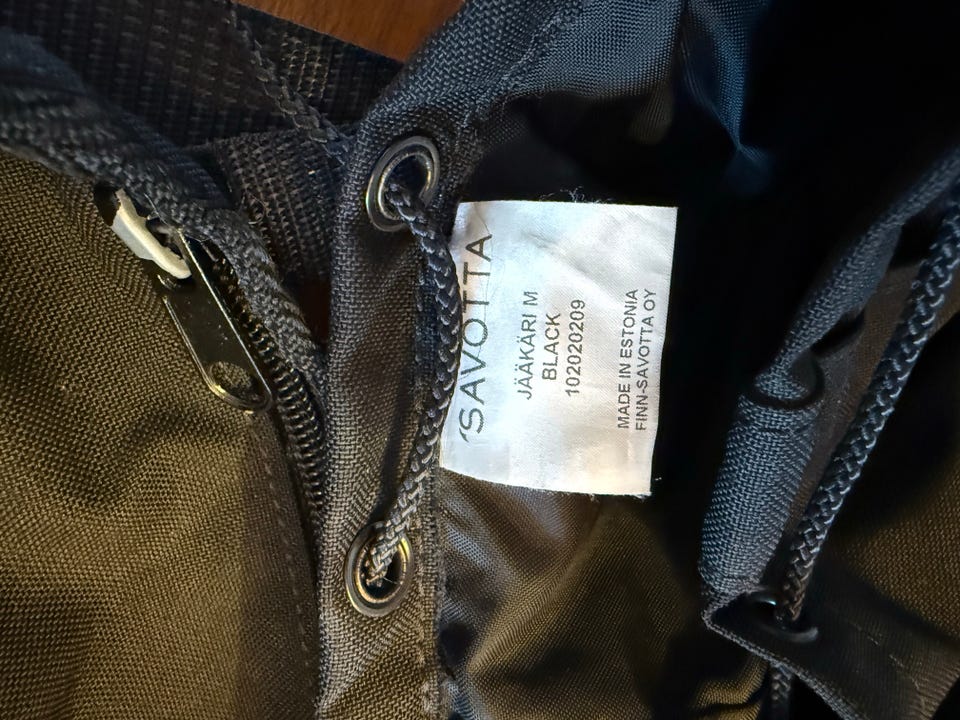 SAVOTTA
JÄÄKÄRI M
BLACK
102020209
MADE IN ESTONIA
FINN-SAVOTTA OY